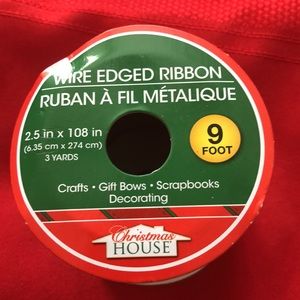 WIRE EDGED RIBBON
RUBAN À FIL MÉTALIQUE
2.5 in x 108 in
(6.35 cm x 274 cm)
3 YARDS
9
FOOT
Crafts • Gift Bows • Scrapbooks
Decorating
Christmas
HOUSE